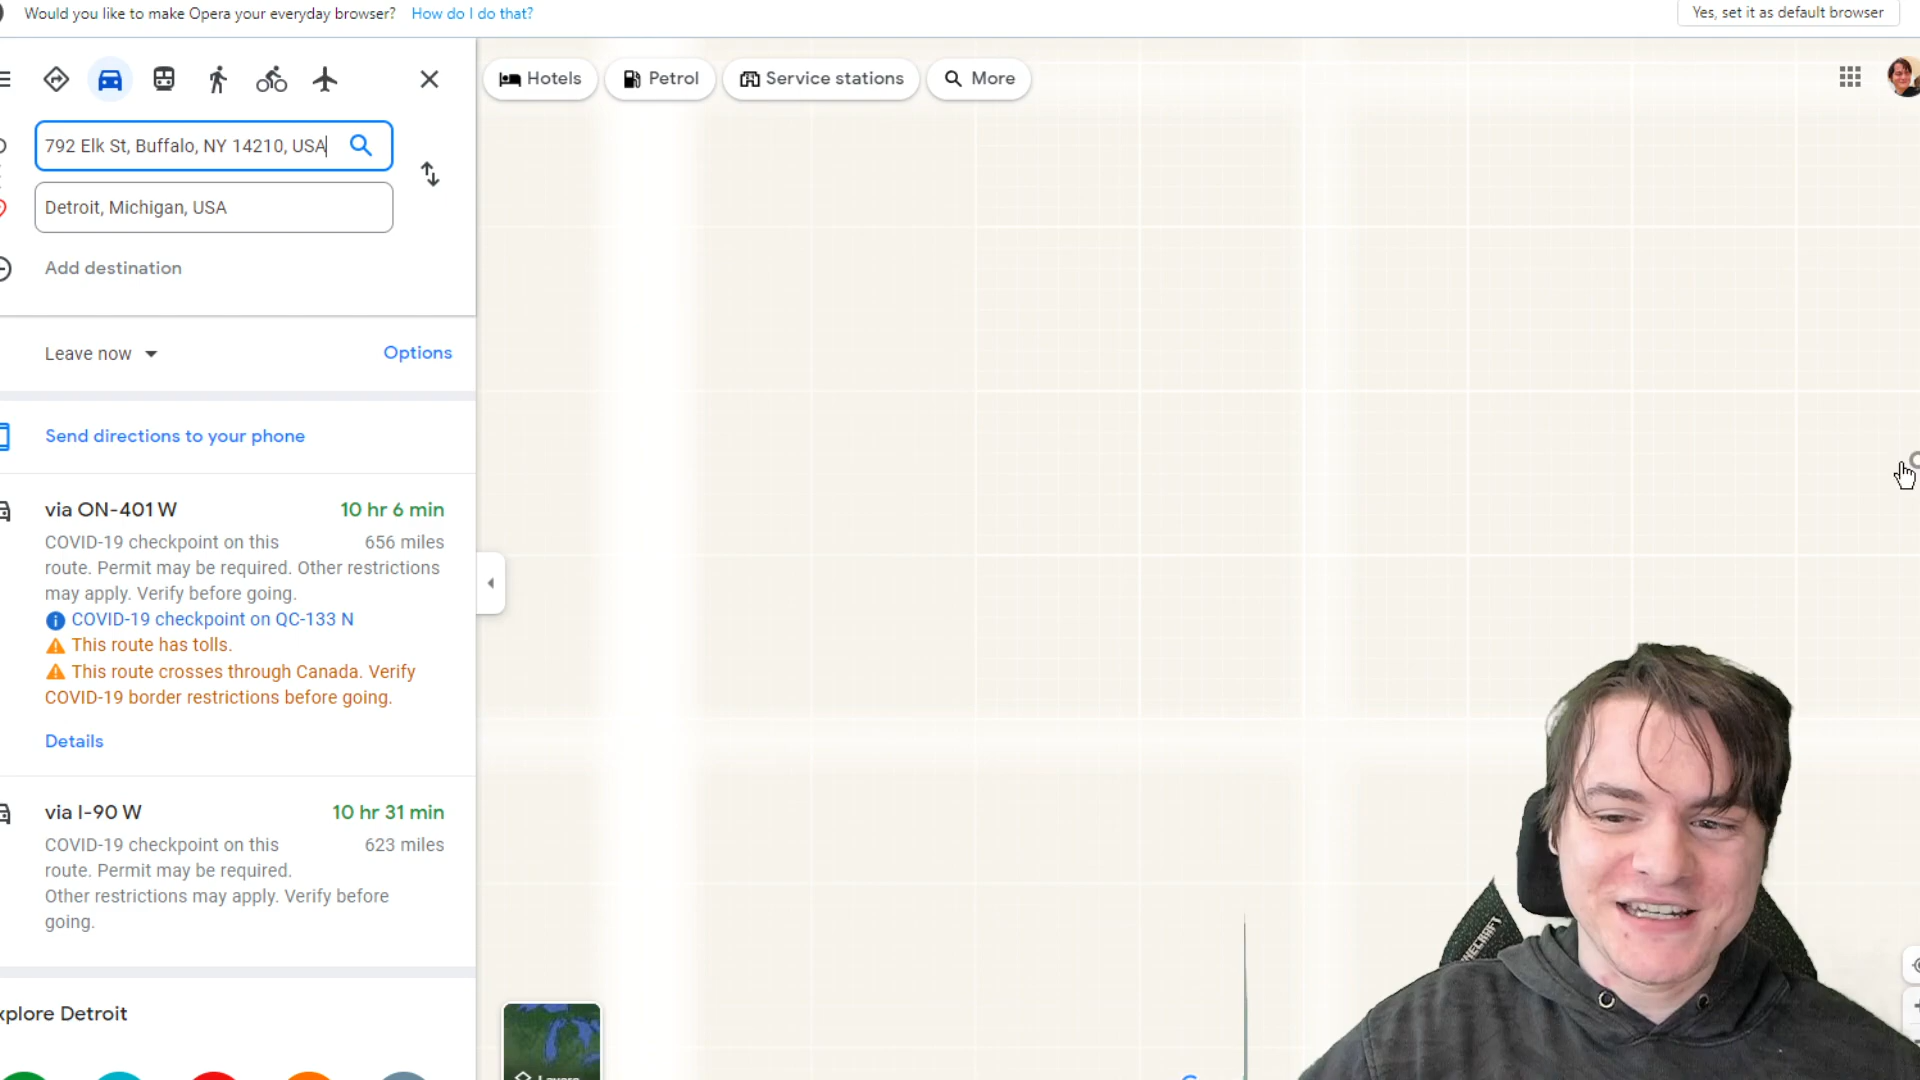 Would you like to make Opera your everyday browser? How do I do that? Yes, set it as default browser
Hotels Petrol Service stations More
792 Elk St, Buffalo, NY 14210, USA
Detroit, Michigan, USA
Add destination
Leave now Options
Send directions to your phone
via ON-401 W 10 hr 6 min
COVID-19 checkpoint on this 656 miles
route. Permit may be required. Other restrictions
may apply. Verify before going.
COVID-19 checkpoint on QC-133 N
This route has tolls.
This route crosses through Canada. Verify
COVID-19 border restrictions before going.
Details
via I-90 W 10 hr 31 min
COVID-19 checkpoint on this 623 miles
route. Permit may be required.
Other restrictions may apply. Verify before
going.
xplore Detroit
Layers
NECRAFT